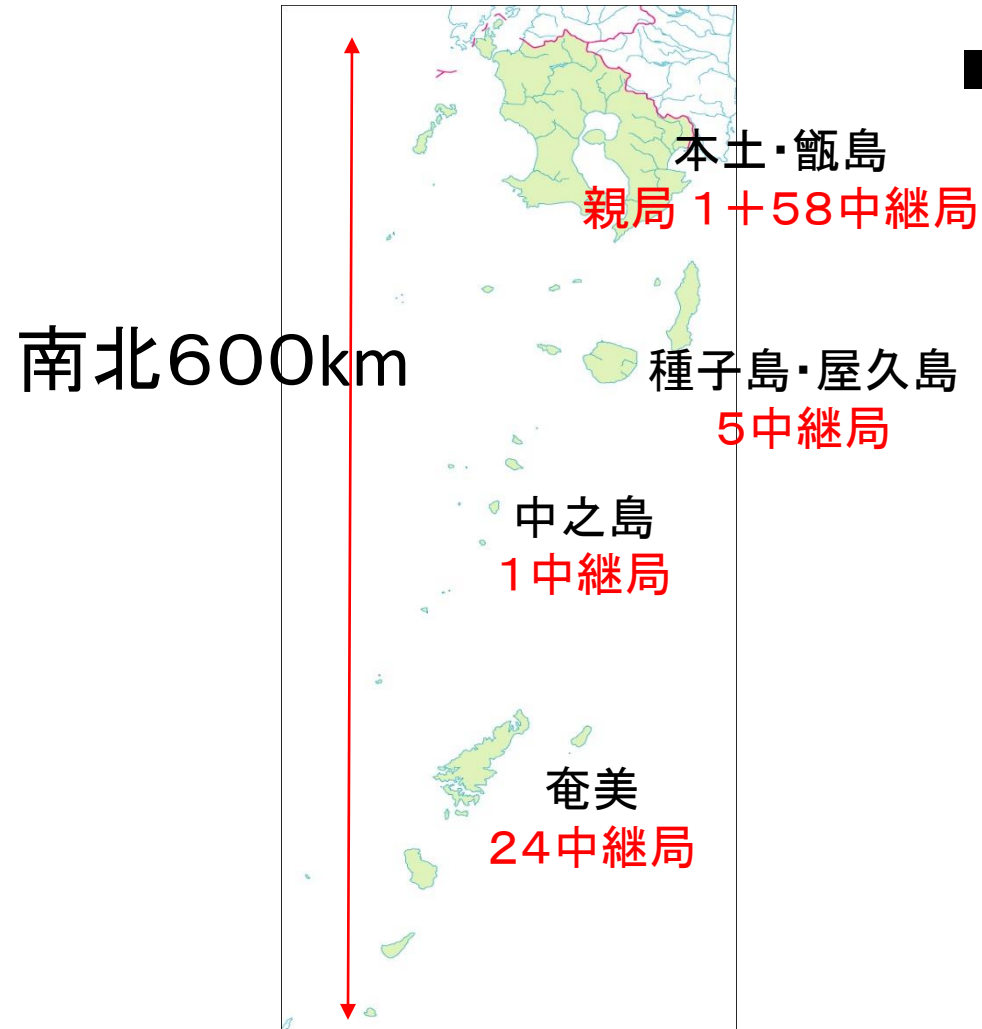 本土・甑島
親局 1＋58中継局
南北600km
種子島・屋久島
5中継局
中之島
1中継局
奄美
24中継局